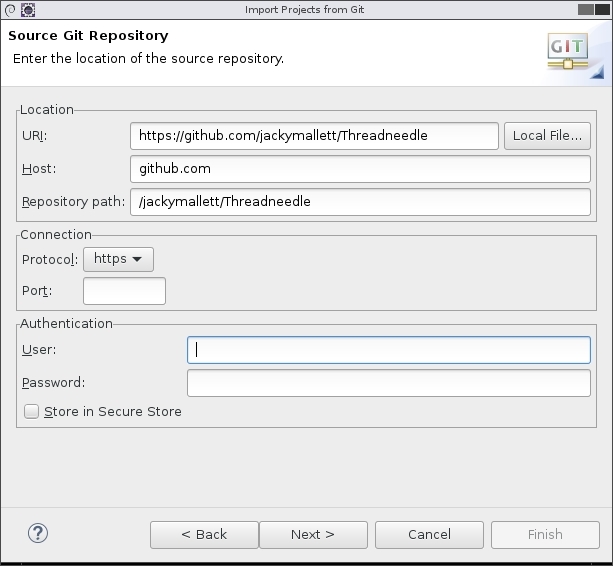 Import Projects from Git
Source Git Repository
Enter the location of the source repository.
GIT
Location
URI: https://github.com/jackymallett/Threadneedle Local File...
Host: github.com
Repository path: /jackymallett/Threadneedle
Connection
Protocol: https
Port:
Authentication
User:
Password:
Store in Secure Store
? < Back Next > Cancel Finish